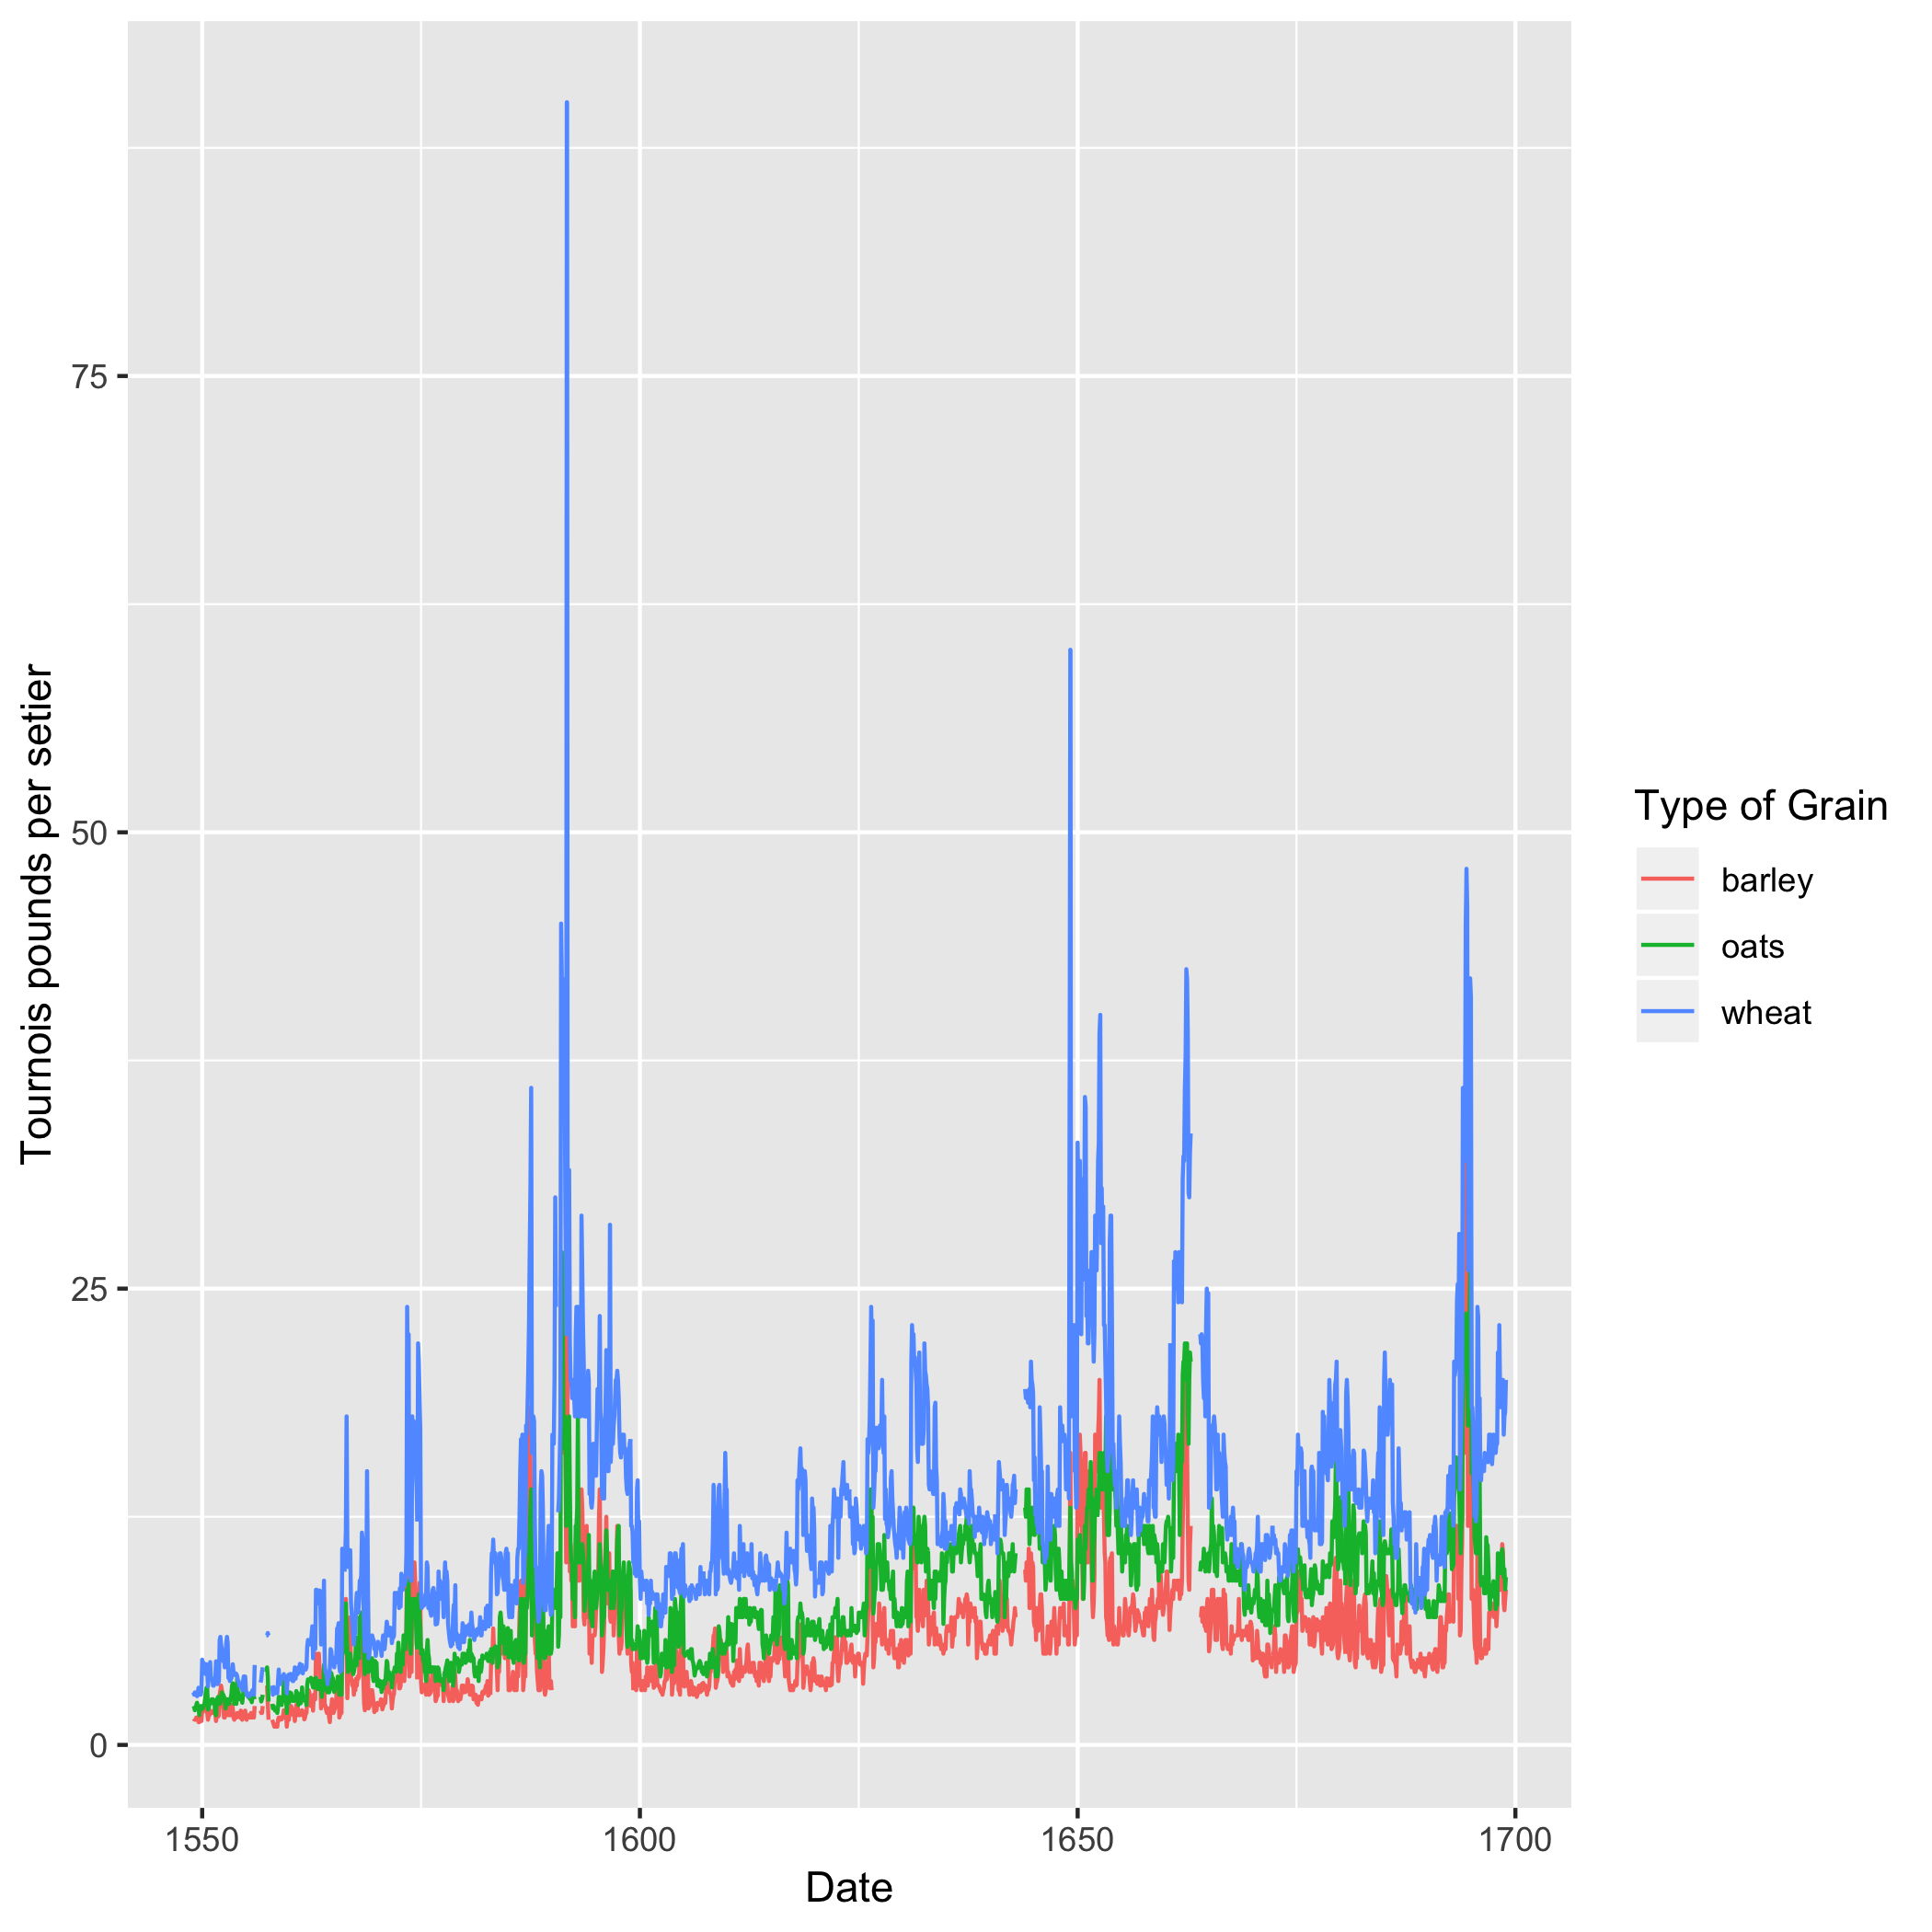 Tournois pounds per setier
75
50
25
0
1550 1600 1650 1700
Date
Type of Grain
barley
oats
wheat